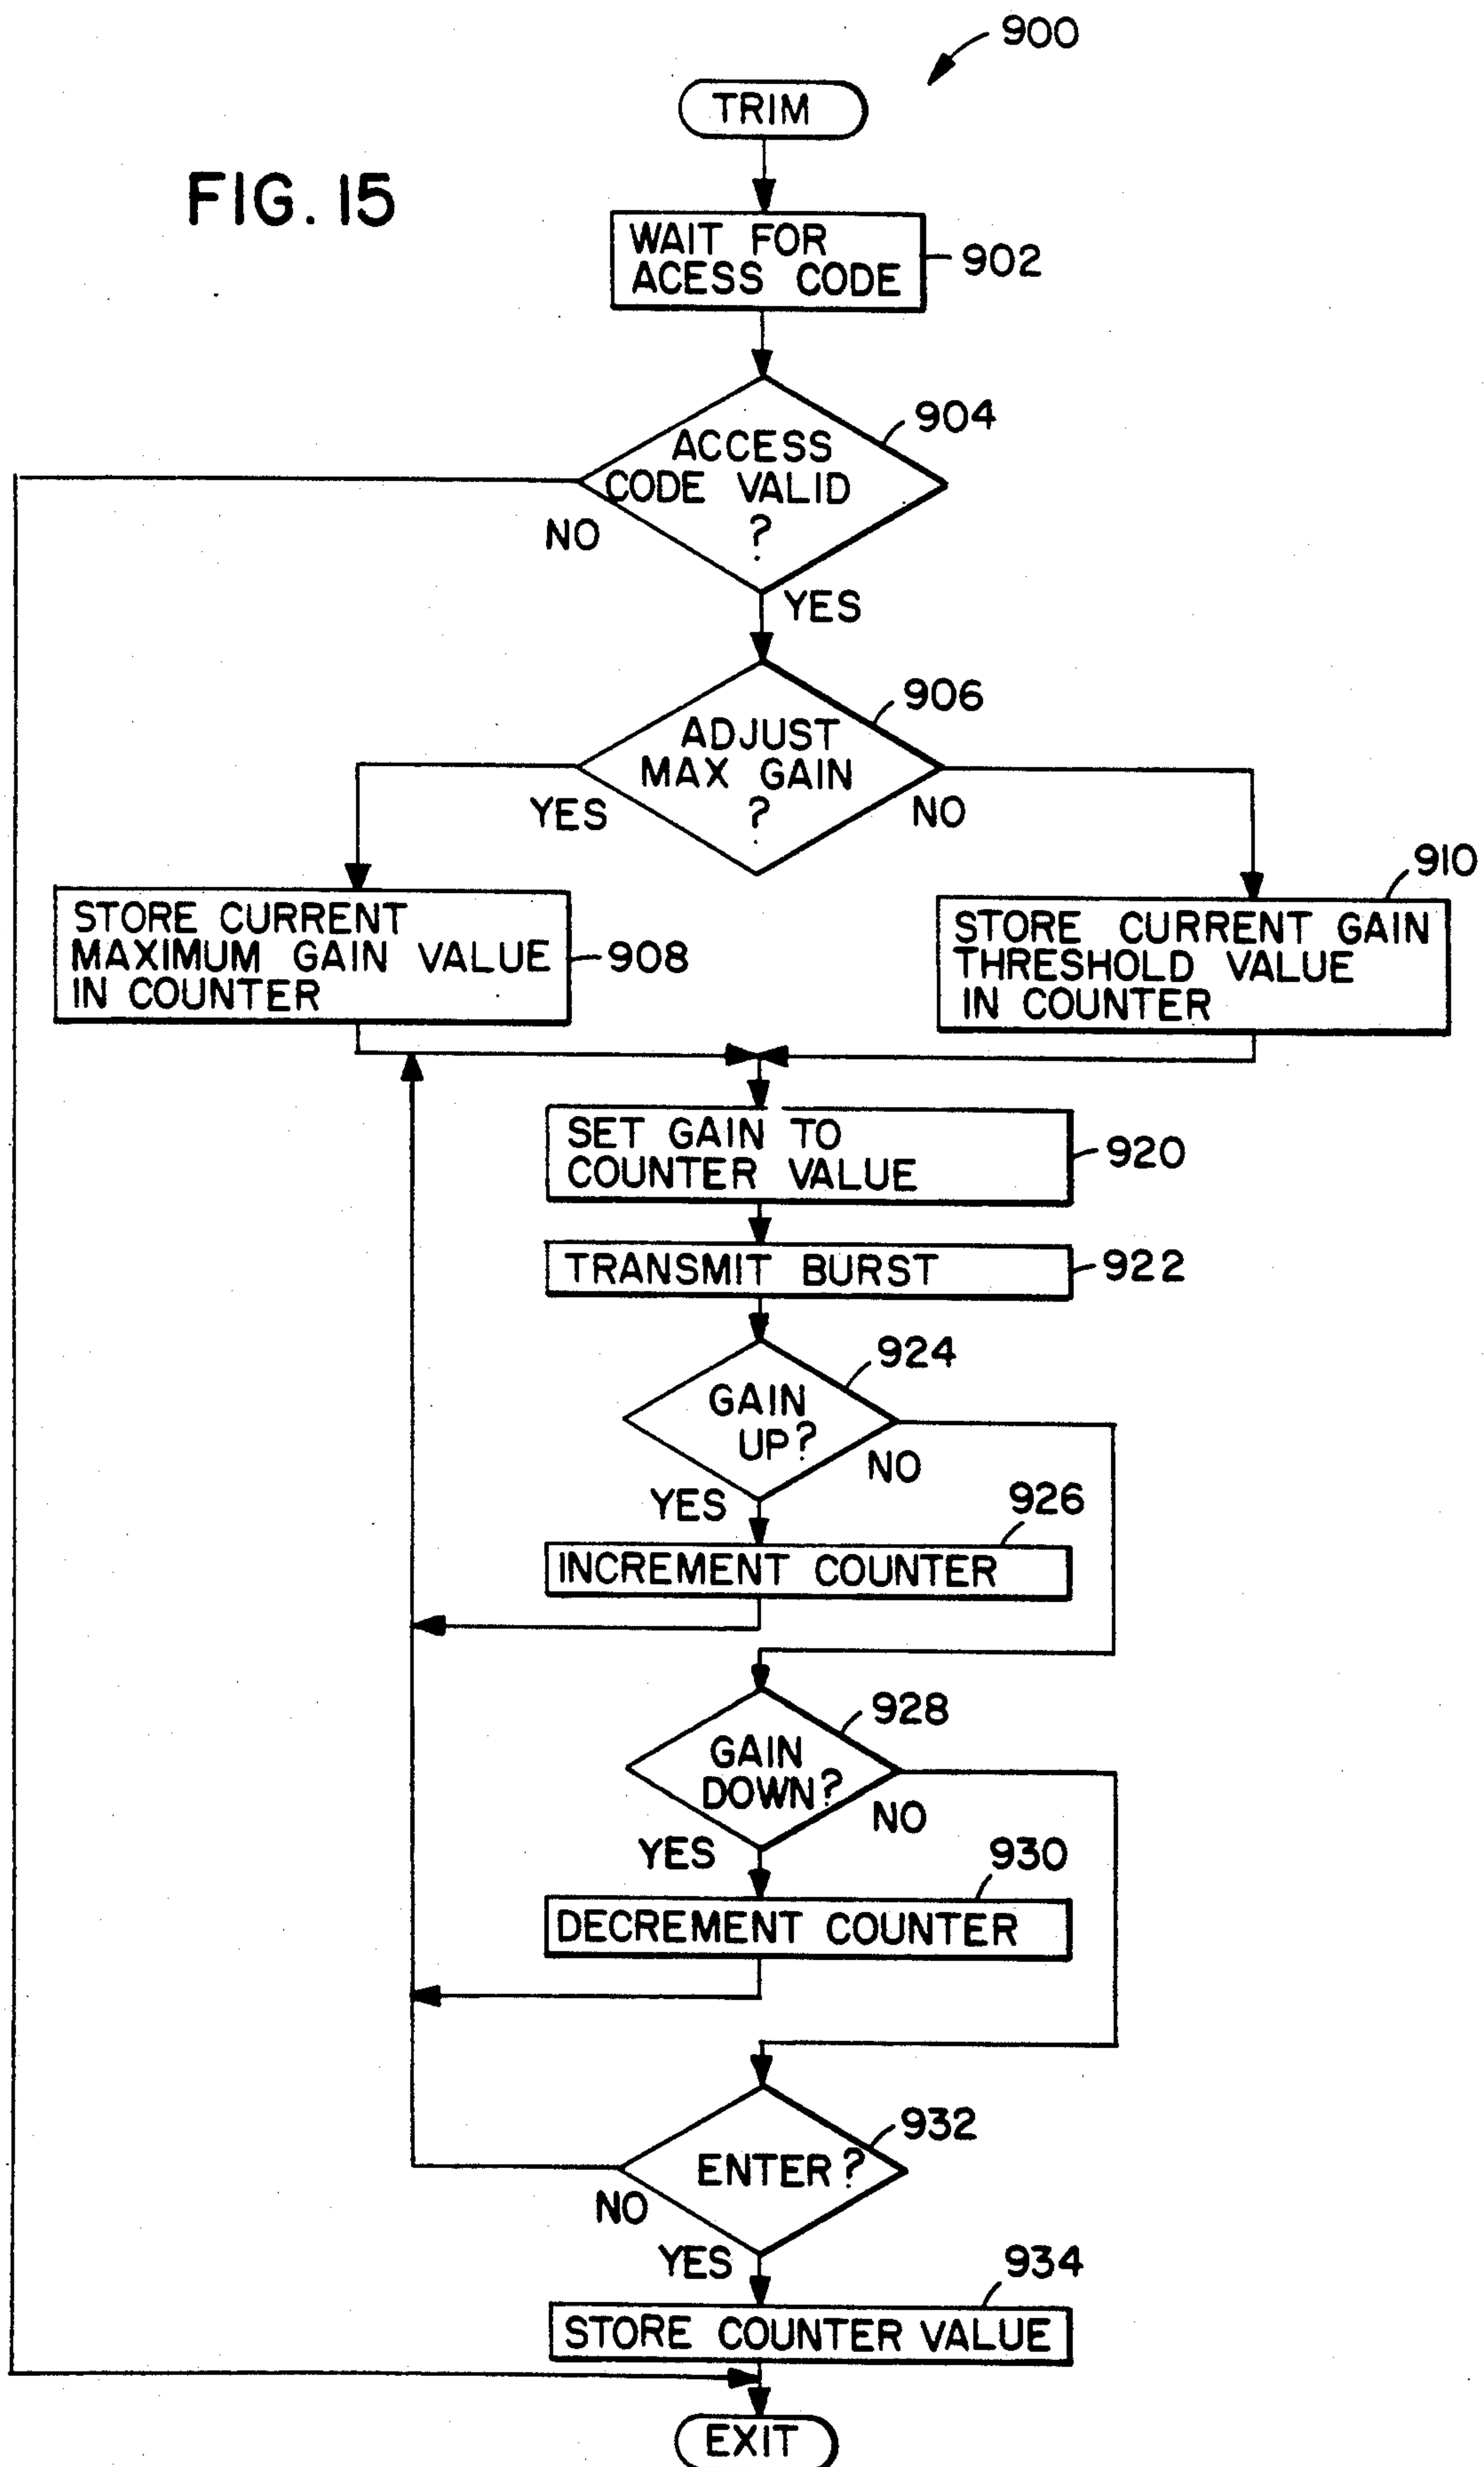 900
TRIM
FIG. 15
WAIT FOR
ACESS CODE
902
904
ACCESS
CODE VALID
?
NO
YES
906
ADJUST
MAX GAIN
?
YES
NO
910
STORE CURRENT
MAXIMUM GAIN VALUE
IN COUNTER
908
STORE CURRENT GAIN
THRESHOLD VALUE
IN COUNTER
SET GAIN TO
COUNTER VALUE
920
TRANSMIT BURST
922
924
GAIN
UP?
NO
YES
926
INCREMENT COUNTER
928
GAIN
DOWN?
NO
YES
930
DECREMENT COUNTER
932
ENTER?
NO
YES
934
STORE COUNTER VALUE
EXIT